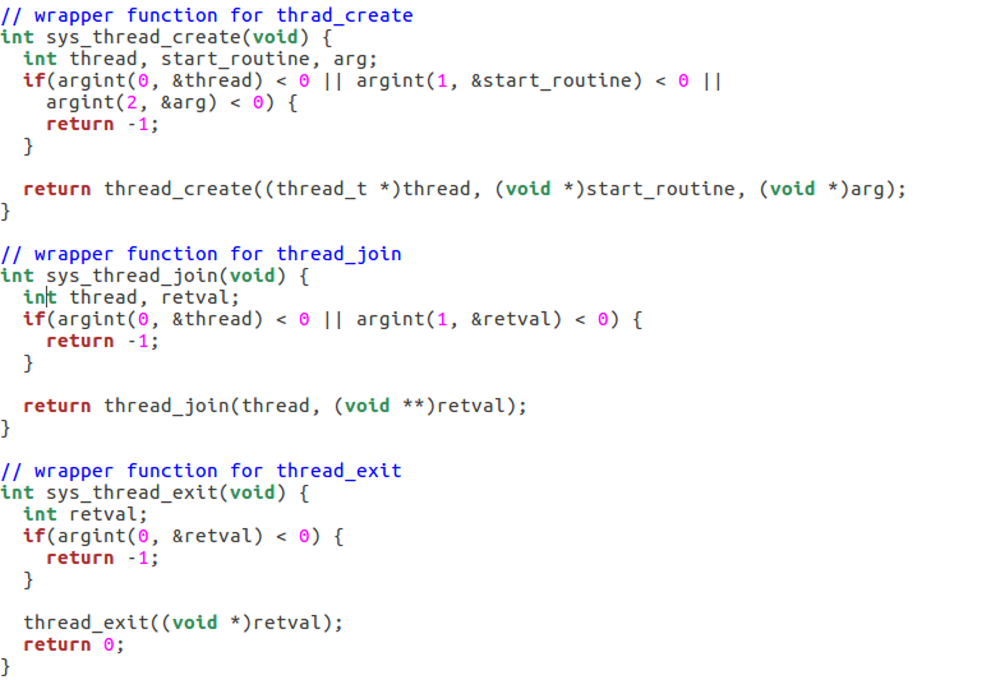 // wrapper function for thrad_create
int sys_thread_create(void) {
  int thread, start_routine, arg;
  if(argint(0, &thread) < 0 || argint(1, &start_routine) < 0 ||
    argint(2, &arg) < 0) {
    return -1;
  }

  return thread_create((thread_t *)thread, (void *)start_routine, (void *)arg);
}

// wrapper function for thread_join
int sys_thread_join(void) {
  int thread, retval;
  if(argint(0, &thread) < 0 || argint(1, &retval) < 0) {
    return -1;
  }

  return thread_join(thread, (void **)retval);
}

// wrapper function for thread_exit
int sys_thread_exit(void) {
  int retval;
  if(argint(0, &retval) < 0) {
    return -1;
  }

  thread_exit((void *)retval);
  return 0;
}